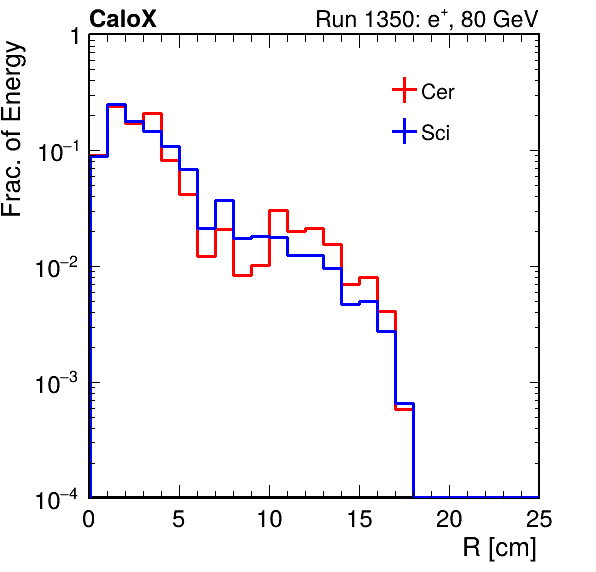 CaloX Run 1350: e⁺, 80 GeV
Frac. of Energy
1
10⁻¹
10⁻²
10⁻³
10⁻⁴
Cer
Sci
0 5 10 15 20 25
R [cm]